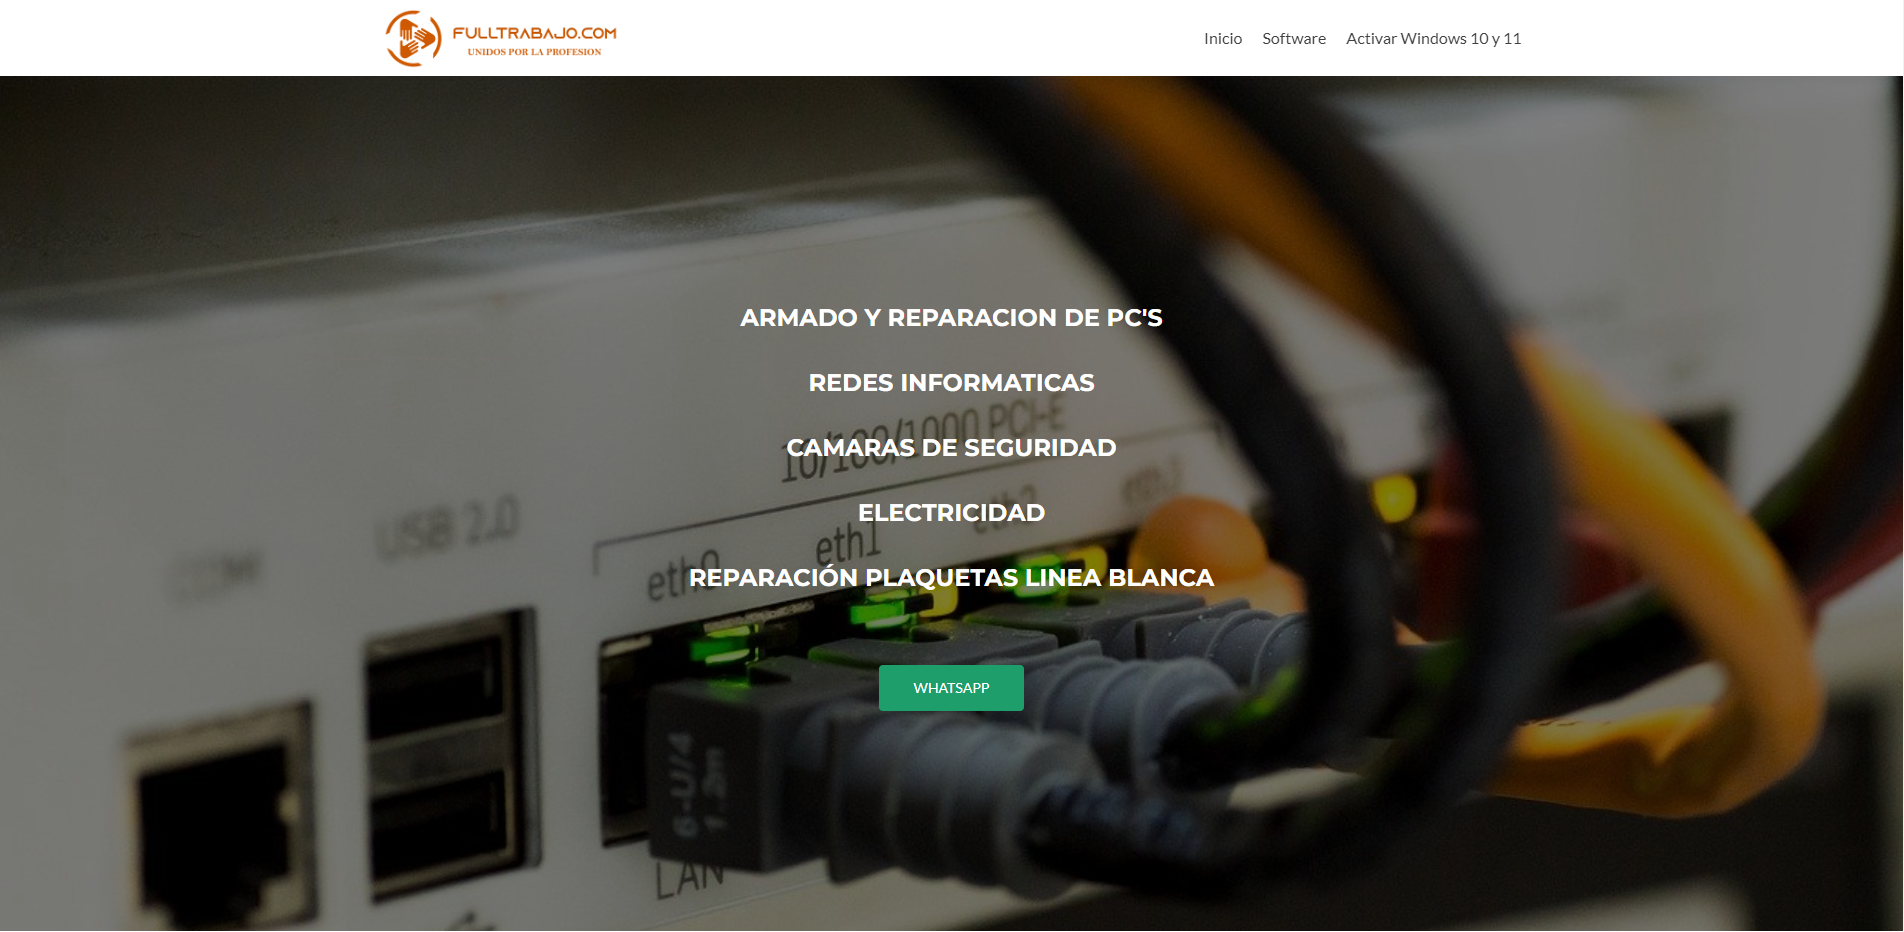 FULLTRABAJO.COM
UNIDOS POR LA PROFESION
Inicio Software Activar Windows 10 y 11
ARMADO Y REPARACION DE PC'S
REDES INFORMATICAS
10/100/1000 PCI-E
CAMARAS DE SEGURIDAD
USB 2.0
ELECTRICIDAD
eth0 eth1 eth2 eth3
COM
REPARACIÓN PLAQUETAS LINEA BLANCA
WHATSAPP
6-U/4
1.2m
LAN